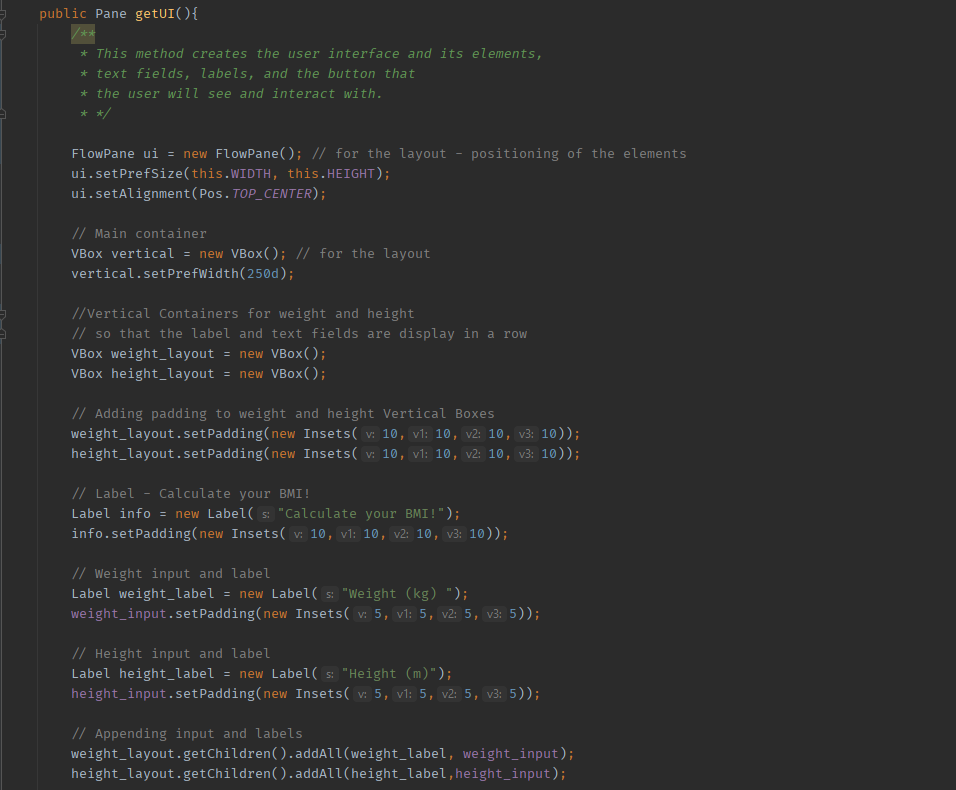 public Pane getUI(){
/**
* This method creates the user interface and its elements,
* text fields, labels, and the button that
* the user will see and interact with.
* */
FlowPane ui = new FlowPane(); // for the layout - positioning of the elements
ui.setPrefSize(this.WIDTH, this.HEIGHT);
ui.setAlignment(Pos.TOP_CENTER);
// Main container
VBox vertical = new VBox(); // for the layout
vertical.setPrefWidth(250d);
//Vertical Containers for weight and height
// so that the label and text fields are display in a row
VBox weight_layout = new VBox();
VBox height_layout = new VBox();
// Adding padding to weight and height Vertical Boxes
weight_layout.setPadding(new Insets( v: 10, v1: 10, v2: 10, v3: 10));
height_layout.setPadding(new Insets( v: 10, v1: 10, v2: 10, v3: 10));
// Label - Calculate your BMI!
Label info = new Label( s: "Calculate your BMI!");
info.setPadding(new Insets( v: 10, v1: 10, v2: 10, v3: 10));
// Weight input and label
Label weight_label = new Label( s: "Weight (kg) ");
weight_input.setPadding(new Insets( v: 5, v1: 5, v2: 5, v3: 5));
// Height input and label
Label height_label = new Label( s: "Height (m)");
height_input.setPadding(new Insets( v: 5, v1: 5, v2: 5, v3: 5));
// Appending input and labels
weight_layout.getChildren().addAll(weight_label, weight_input);
height_layout.getChildren().addAll(height_label,height_input);